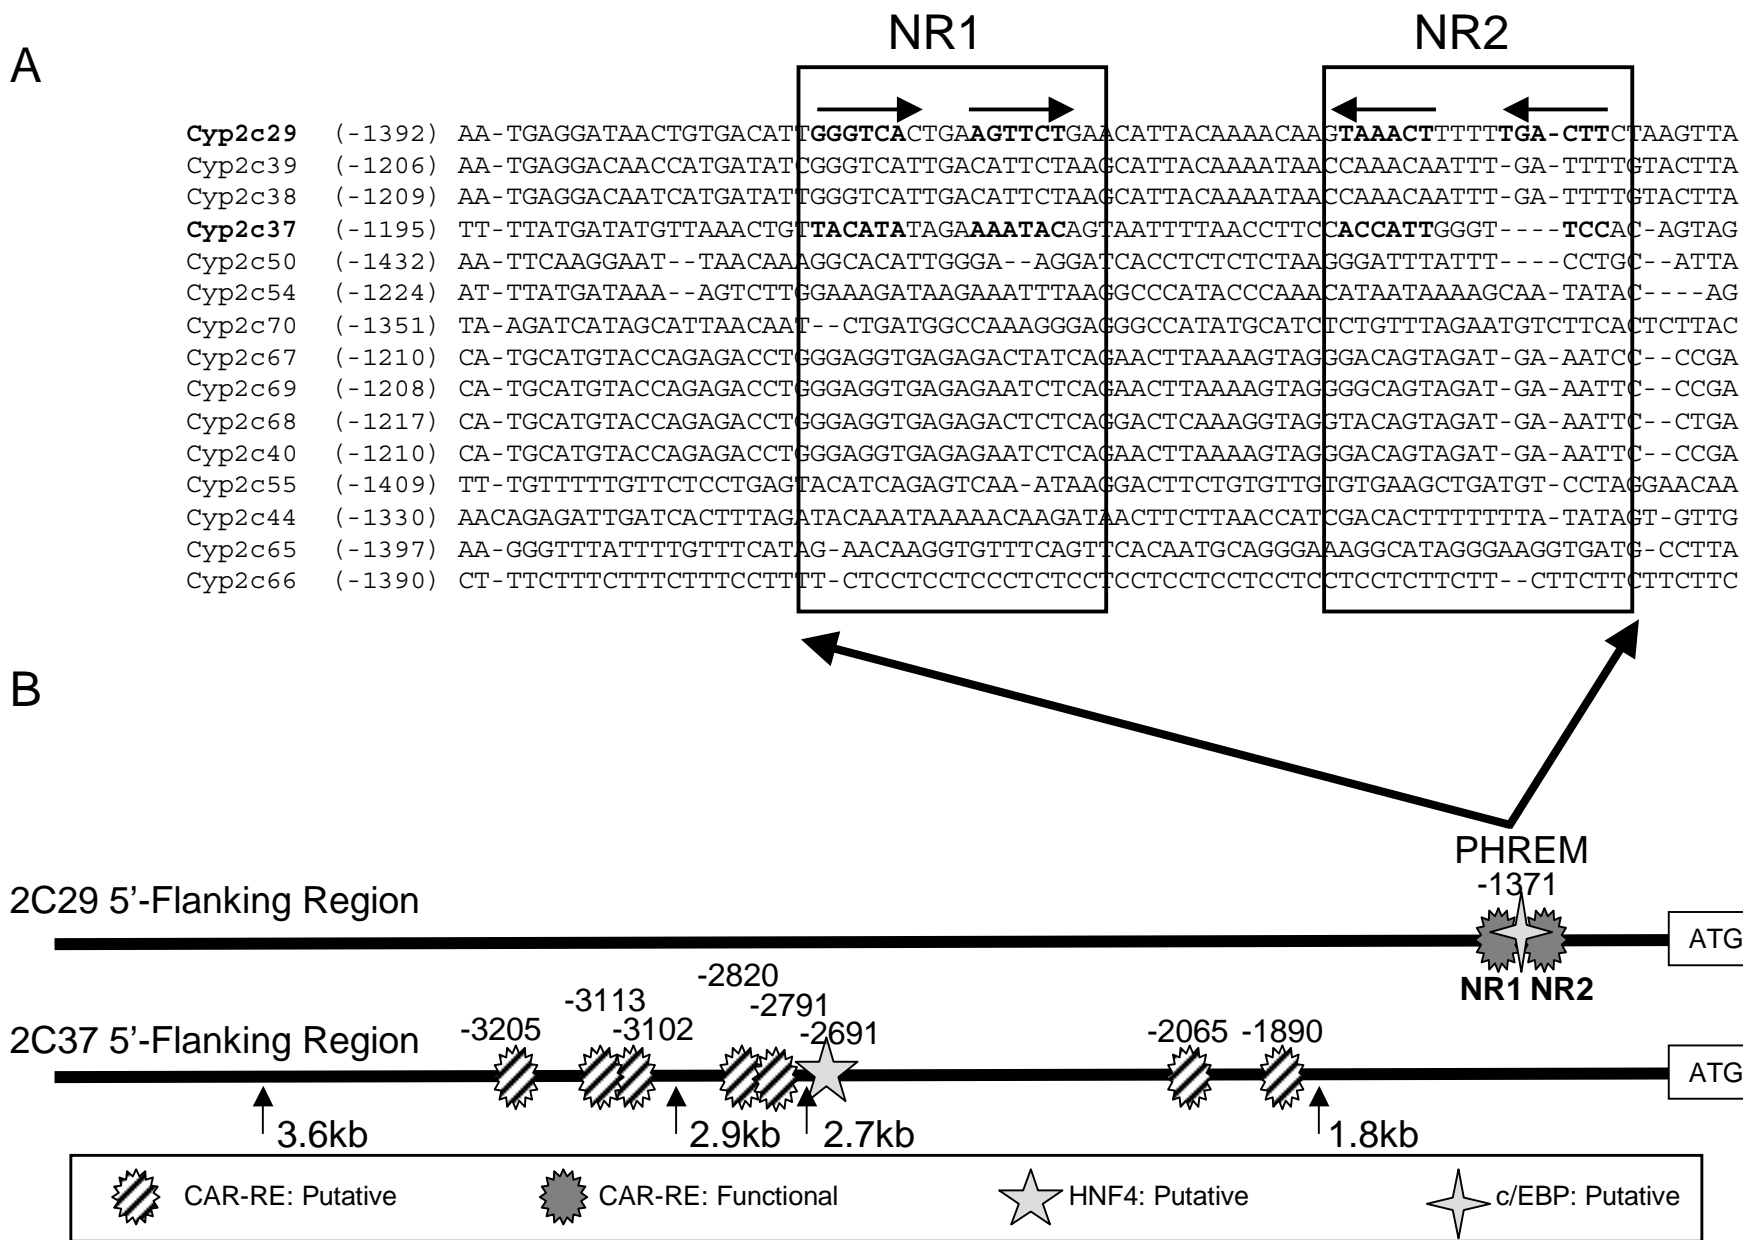 NR1 NR2
A
Cyp2c29 (-1392) AA-TGAGGATAACTGTGACATTGGGTCACTGAAGTTCTGAACATTACAAAACAAGTAAACTTTTTTGA-CTTCTAAGTTA
Cyp2c39 (-1206) AA-TGAGGACAACCATGATATCGGGTCATTGACATTCTAAGCATTACAAAATAACCAAACAATTT-GA-TTTTGTACTTA
Cyp2c38 (-1209) AA-TGAGGACAATCATGATATTGGGTCATTGACATTCTAAGCATTACAAAATAACCAAACAATTT-GA-TTTTGTACTTA
Cyp2c37 (-1195) TT-TTATGATATGTTAAACTGTTACATATAGAAAATACAGTAATTTTAACCTTCCACCATTGGGT----TCCAC-AGTAG
Cyp2c50 (-1432) AA-TTCAAGGAAT--TAACAAAGGCACATTGGGA--AGGATCACCTCTCTCTAAGGGATTTATTT----CCTGC--ATTA
Cyp2c54 (-1224) AT-TTATGATAAA--AGTCTTGGAAAGATAAGAAATTTAAGGCCCATACCCAAACATAATAAAAGCAA-TATAC----AG
Cyp2c70 (-1351) TA-AGATCATAGCATTAACAAT--CTGATGGCCAAAGGGAGGGCCATATGCATCTCTGTTTAGAATGTCTTCACTCTTAC
Cyp2c67 (-1210) CA-TGCATGTACCAGAGACCTGGGAGGTGAGAGACTATCAGAACTTAAAAGTAGGGACAGTAGAT-GA-AATCC--CCGA
Cyp2c69 (-1208) CA-TGCATGTACCAGAGACCTGGGAGGTGAGAGAATCTCAGAACTTAAAAGTAGGGGCAGTAGAT-GA-AATTC--CCGA
Cyp2c68 (-1217) CA-TGCATGTACCAGAGACCTGGGAGGTGAGAGACTCTCAGGACTCAAAGGTAGGTACAGTAGAT-GA-AATTC--CTGA
Cyp2c40 (-1210) CA-TGCATGTACCAGAGACCTGGGAGGTGAGAGAATCTCAGAACTTAAAAGTAGGGACAGTAGAT-GA-AATTC--CCGA
Cyp2c55 (-1409) TT-TGTTTTTGTTCTCCTGAGTACATCAGAGTCAA-ATAAGGACTTCTGTGTTGTGTGAAGCTGATGT-CCTAGGAACAA
Cyp2c44 (-1330) AACAGAGATTGATCACTTTAGATACAAATAAAAACAAGATAACTTCTTAACCATCGACACTTTTTTTA-TATAGT-GTTG
Cyp2c65 (-1397) AA-GGGTTTATTTTGTTTCATAG-AACAAGGTGTTTCAGTTCACAATGCAGGGAAAGGCATAGGGAAGGTGATG-CCTTA
Cyp2c66 (-1390) CT-TTCTTTCTTTCTTTCCTTTT-CTCCTCCTCCCTCTCCTCCTCCTCCTCCTCCTCCTCTTCTT--CTTCTTCTTCTTC
B
PHREM
-1371
2C29 5’-Flanking Region
ATG
NR1 NR2
-2820
-3113 -2791
-3205 -3102 -2691 -2065 -1890
2C37 5’-Flanking Region
ATG
3.6kb 2.9kb 2.7kb 1.8kb
CAR-RE: Putative CAR-RE: Functional HNF4: Putative c/EBP: Putative